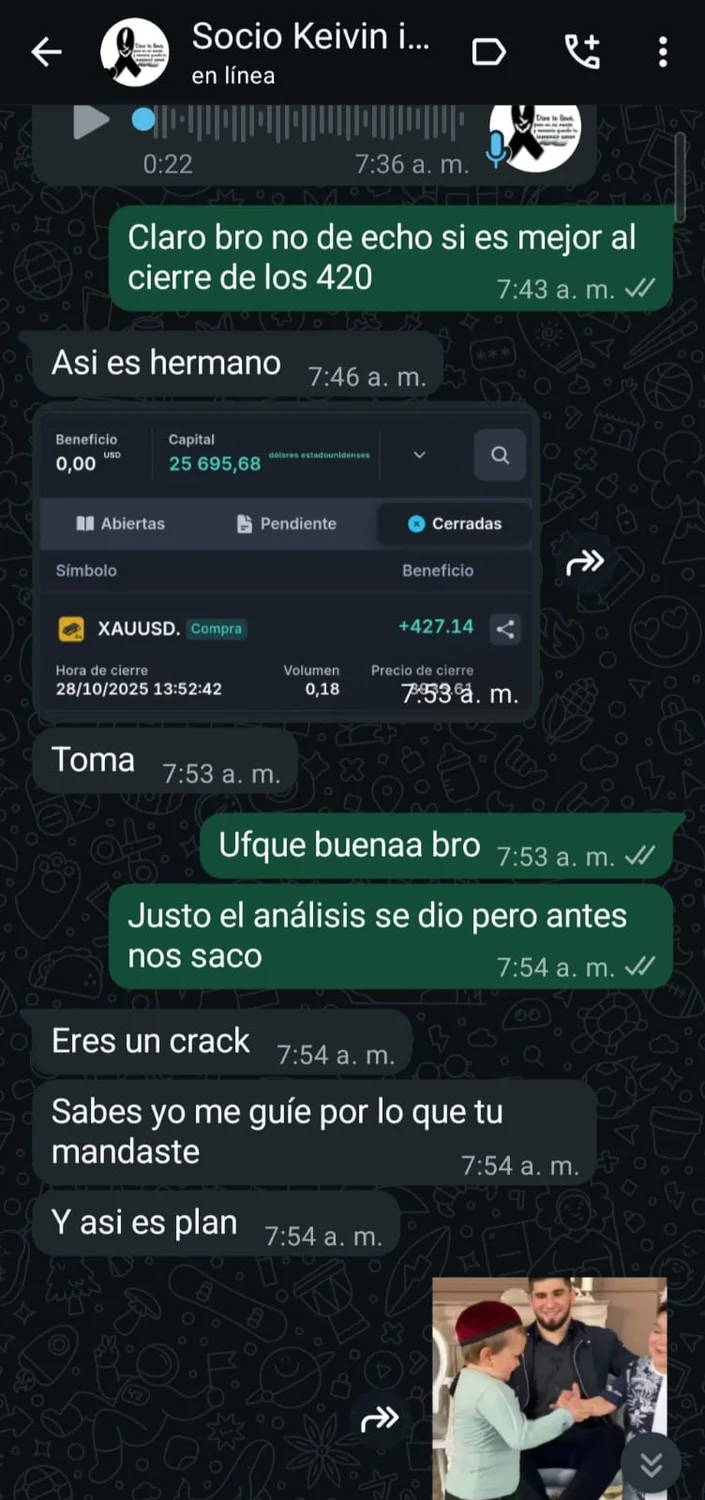 Socio Keivin i...
en línea
0:22
7:36 a. m.
Claro bro no de echo si es mejor al
cierre de los 420
7:43 a. m.
Asi es hermano
7:46 a. m.
Beneficio
0,00 USD
Capital
25 695,68 dólares estadounidenses
Abiertas
Pendiente
Cerradas
Símbolo
Beneficio
XAUUSD. Compra
+427.14
Hora de cierre
Volumen
Precio de cierre
28/10/2025 13:52:42
0,18
7:53 a. m.
Toma
7:53 a. m.
Ufque buenaa bro
7:53 a. m.
Justo el análisis se dio pero antes
nos saco
7:54 a. m.
Eres un crack
7:54 a. m.
Sabes yo me guíe por lo que tu
mandaste
7:54 a. m.
Y asi es plan
7:54 a. m.